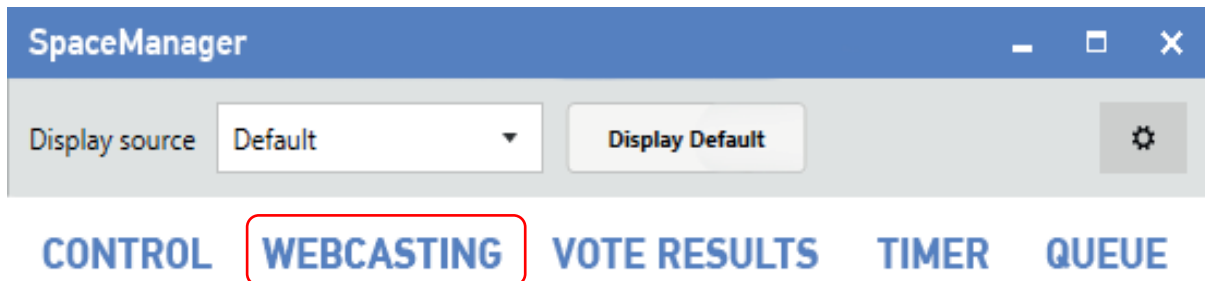 SpaceManager
Display source Default Display Default
CONTROL WEBCASTING VOTE RESULTS TIMER QUEUE